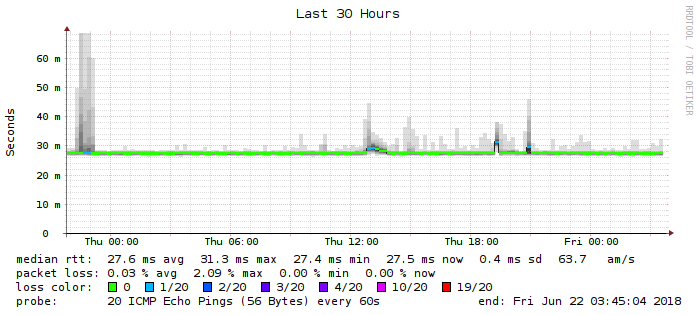 Last 30 Hours
RRDTOOL / TOBI OETIKER
Seconds
60 m
50 m
40 m
30 m
20 m
10 m
0
Thu 00:00 Thu 06:00 Thu 12:00 Thu 18:00 Fri 00:00
median rtt: 27.6 ms avg 31.3 ms max 27.4 ms min 27.5 ms now 0.4 ms sd 63.7 am/s
packet loss: 0.03 % avg 2.09 % max 0.00 % min 0.00 % now
loss color: 0 1/20 2/20 3/20 4/20 10/20 19/20
probe: 20 ICMP Echo Pings (56 Bytes) every 60s end: Fri Jun 22 03:45:04 2018